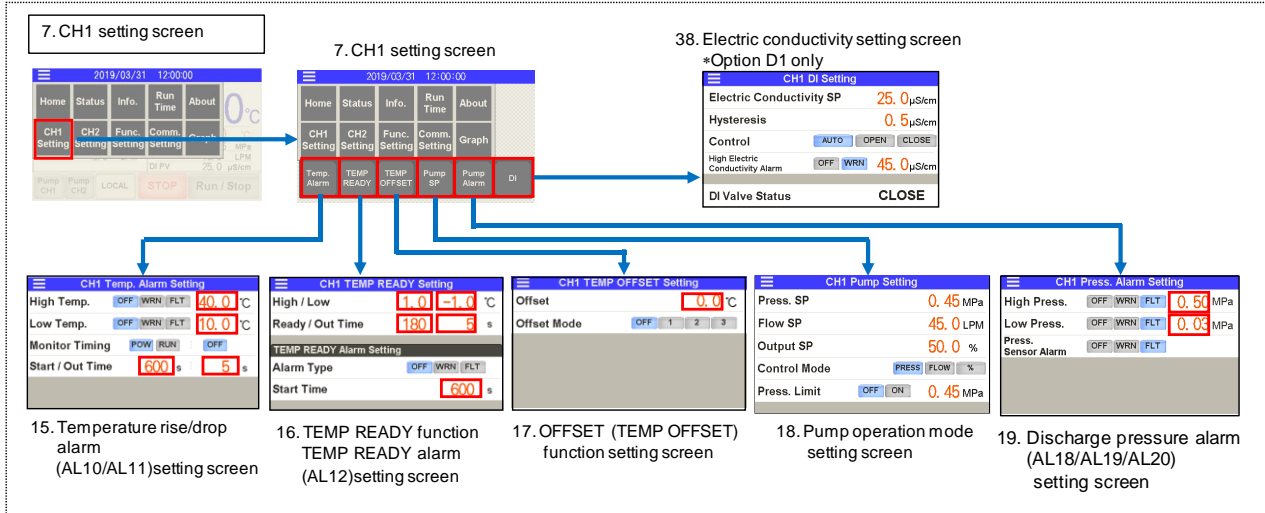 7. CH1 setting screen
2019/03/31 12:00:00
Home Status Info. Run Time About
0 °C
CH1 Setting CH2 Setting Func. Setting Comm. Setting Graph
MPa
LPM
DI PV 25.0 µS/cm
Pump CH1 Pump CH2 LOCAL STOP Run / Stop
7. CH1 setting screen
2019/03/31 12:00:00
Home Status Info. Run Time About
CH1 Setting CH2 Setting Func. Setting Comm. Setting Graph
Temp. Alarm TEMP READY TEMP OFFSET Pump SP Pump Alarm DI
38. Electric conductivity setting screen
*Option D1 only
CH1 DI Setting
Electric Conductivity SP 25.0 µS/cm
Hysteresis 0.5 µS/cm
Control AUTO OPEN CLOSE
High Electric
Conductivity Alarm OFF WRN 45.0 µS/cm
DI Valve Status CLOSE
CH1 Temp. Alarm Setting
High Temp. OFF WRN FLT 40.0 ℃
Low Temp. OFF WRN FLT 10.0 ℃
Monitor Timing POW RUN : OFF
Start / Out Time 600 s : 5 s
15. Temperature rise/drop
alarm
(AL10/AL11)setting screen
CH1 TEMP READY Setting
High / Low 1.0 -1.0 ℃
Ready / Out Time 180 5 s
TEMP READY Alarm Setting
Alarm Type OFF WRN FLT
Start Time 600 s
16. TEMP READY function
TEMP READY alarm
(AL12)setting screen
CH1 TEMP OFFSET Setting
Offset 0.0 ℃
Offset Mode OFF 1 2 3
17. OFFSET (TEMP OFFSET)
function setting screen
CH1 Pump Setting
Press. SP 0.45 MPa
Flow SP 45.0 LPM
Output SP 50.0 %
Control Mode PRESS FLOW %
Press. Limit OFF ON 0.45 MPa
18. Pump operation mode
setting screen
CH1 Press. Alarm Setting
High Press. OFF WRN FLT 0.50 MPa
Low Press. OFF WRN FLT 0.03 MPa
Press.
Sensor Alarm OFF WRN FLT
19. Discharge pressure alarm
(AL18/AL19/AL20)
setting screen